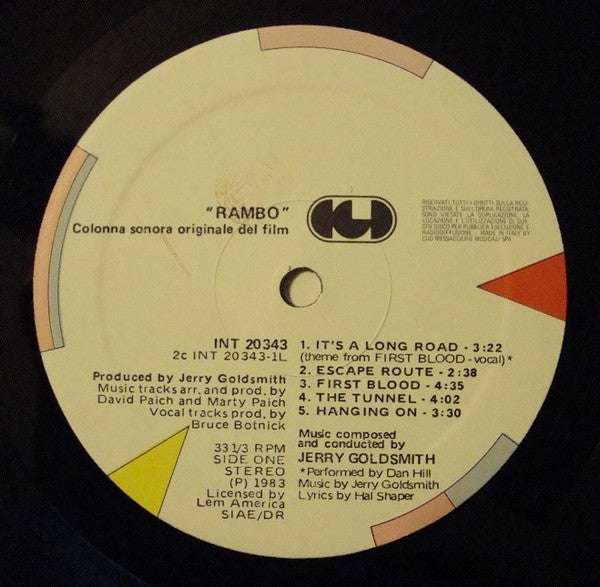 "RAMBO"
Colonna sonora originale del film
CGD
RISERVATI TUTTI I DIRITTI SULLA REGI
STRAZIONE E SULL'OPERA REGISTRATA
SONO VIETATE LA DUPLICAZIONE, LA
LOCAZIONE E L'UTILIZZAZIONE DI QUE
STO DISCO PER PUBBLICA ESECUZIONE E
RADIODIFFUSIONE - MADE IN ITALY BY
CGD MESSAGGERIE MUSICALI SPA
INT 20343
2c INT 20343-1L
Produced by Jerry Goldsmith
Music tracks arr. and prod. by
David Paich and Marty Paich
Vocal tracks prod. by
Bruce Botnick
33 1/3 RPM
SIDE ONE
STEREO
(P) 1983
Licensed by
Lem America
SIAE/DR
1. IT'S A LONG ROAD - 3:22
(theme from FIRST BLOOD - vocal)*
2. ESCAPE ROUTE - 2:38
3. FIRST BLOOD - 4:35
4. THE TUNNEL - 4:02
5. HANGING ON - 3:30
Music composed
and conducted by
JERRY GOLDSMITH
*Performed by Dan Hill
Music by Jerry Goldsmith
Lyrics by Hal Shaper